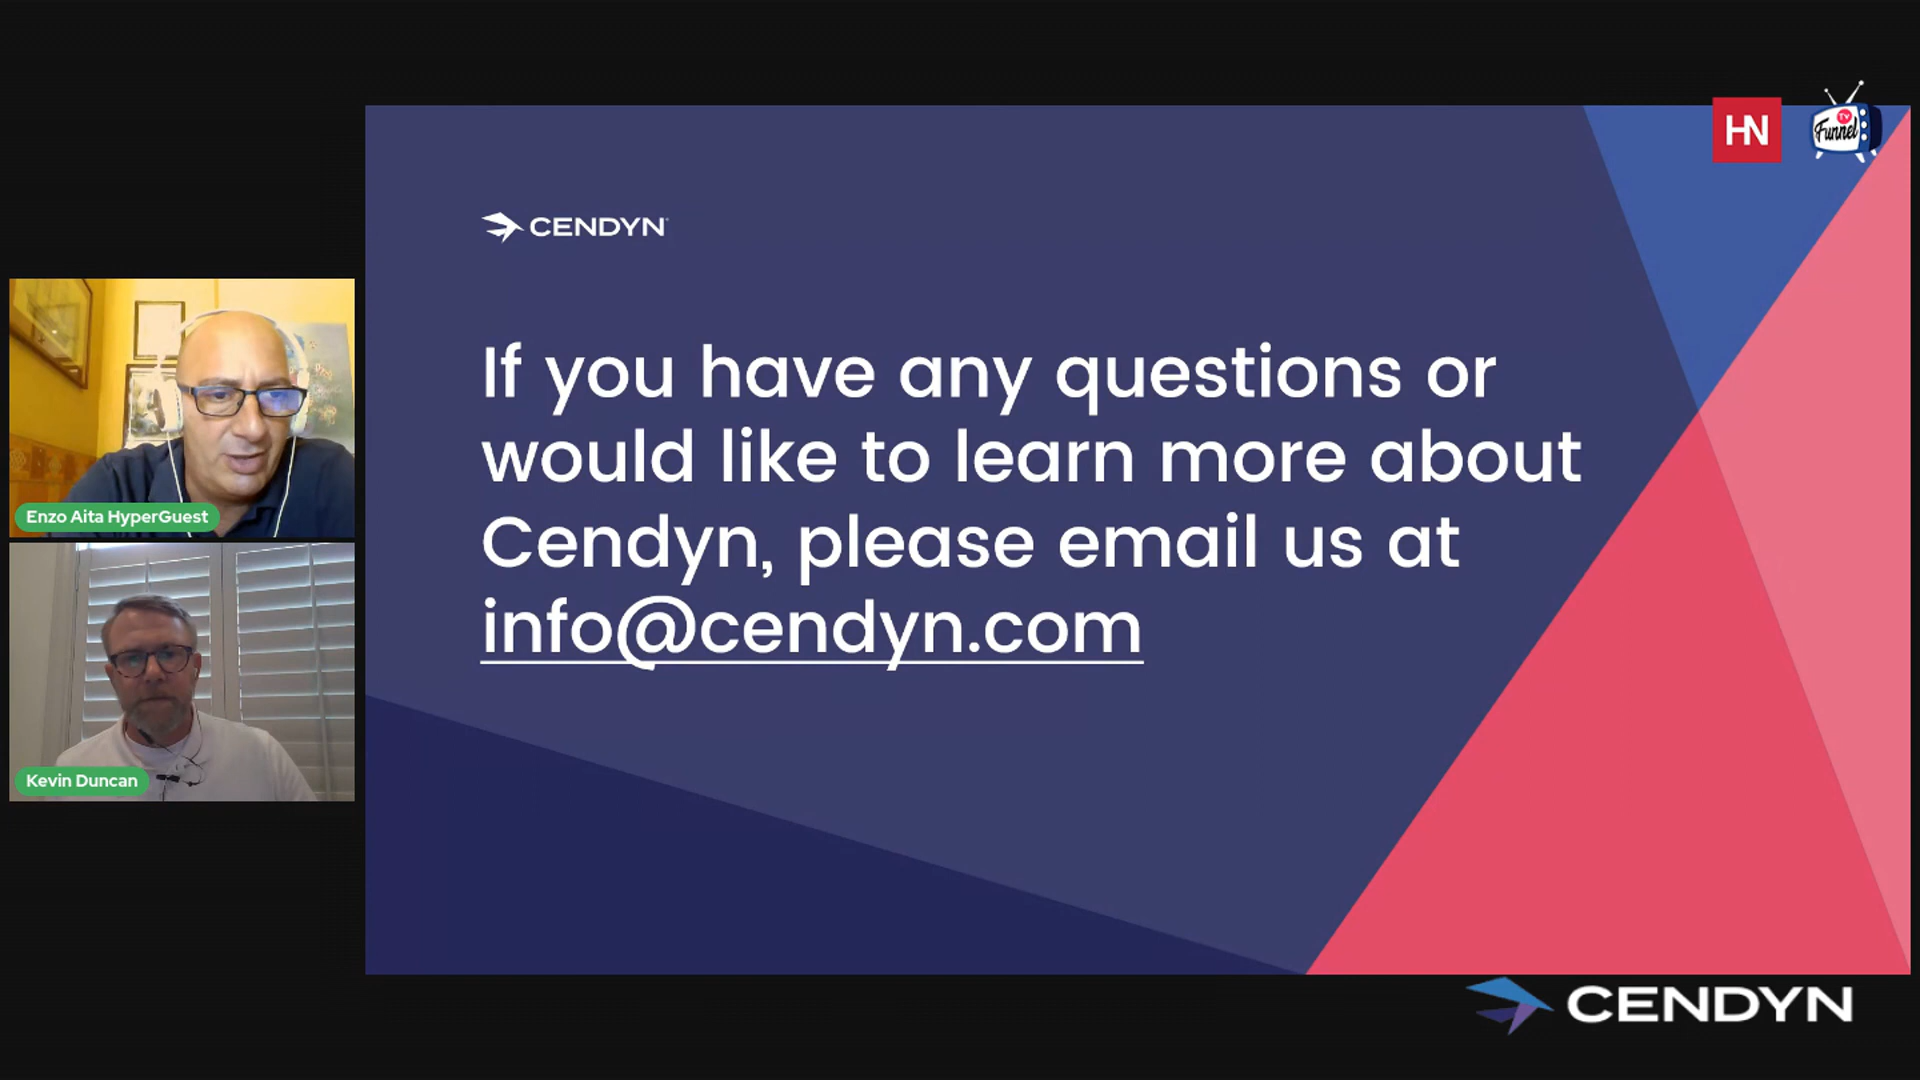 HN
TV
Funnel
CENDYN
If you have any questions or
would like to learn more about
Cendyn, please email us at
info@cendyn.com
Enzo Aita HyperGuest
Kevin Duncan
CENDYN